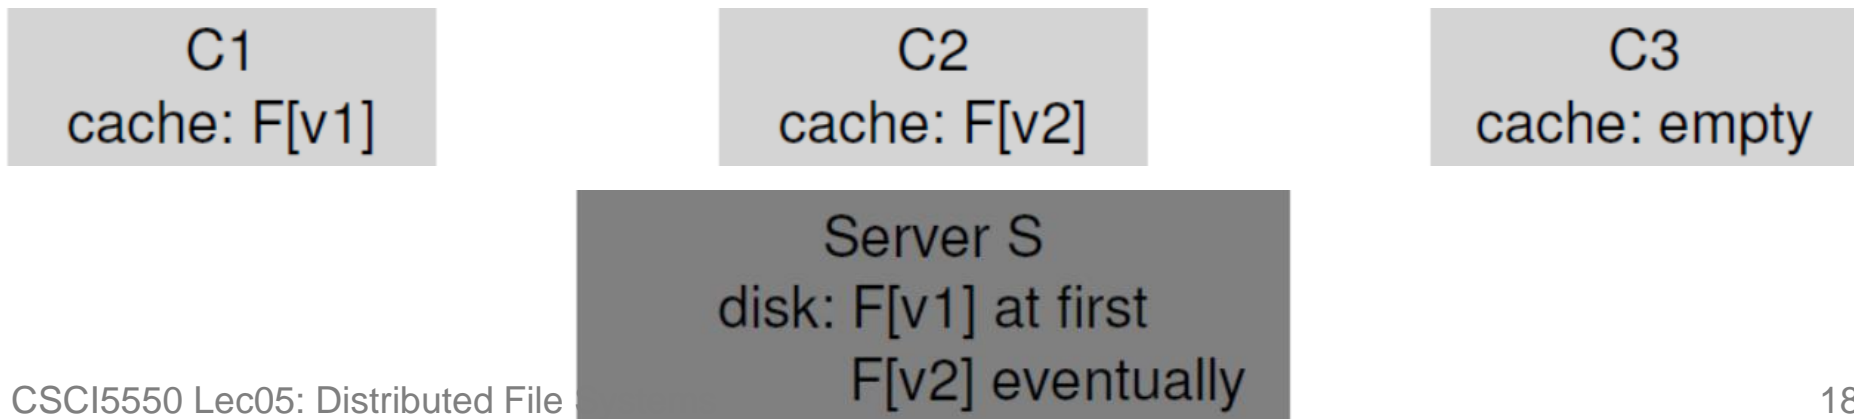 C1
cache: F[v1]
C2
cache: F[v2]
C3
cache: empty
Server S
disk: F[v1] at first
F[v2] eventually
CSCI5550 Lec05: Distributed File
18